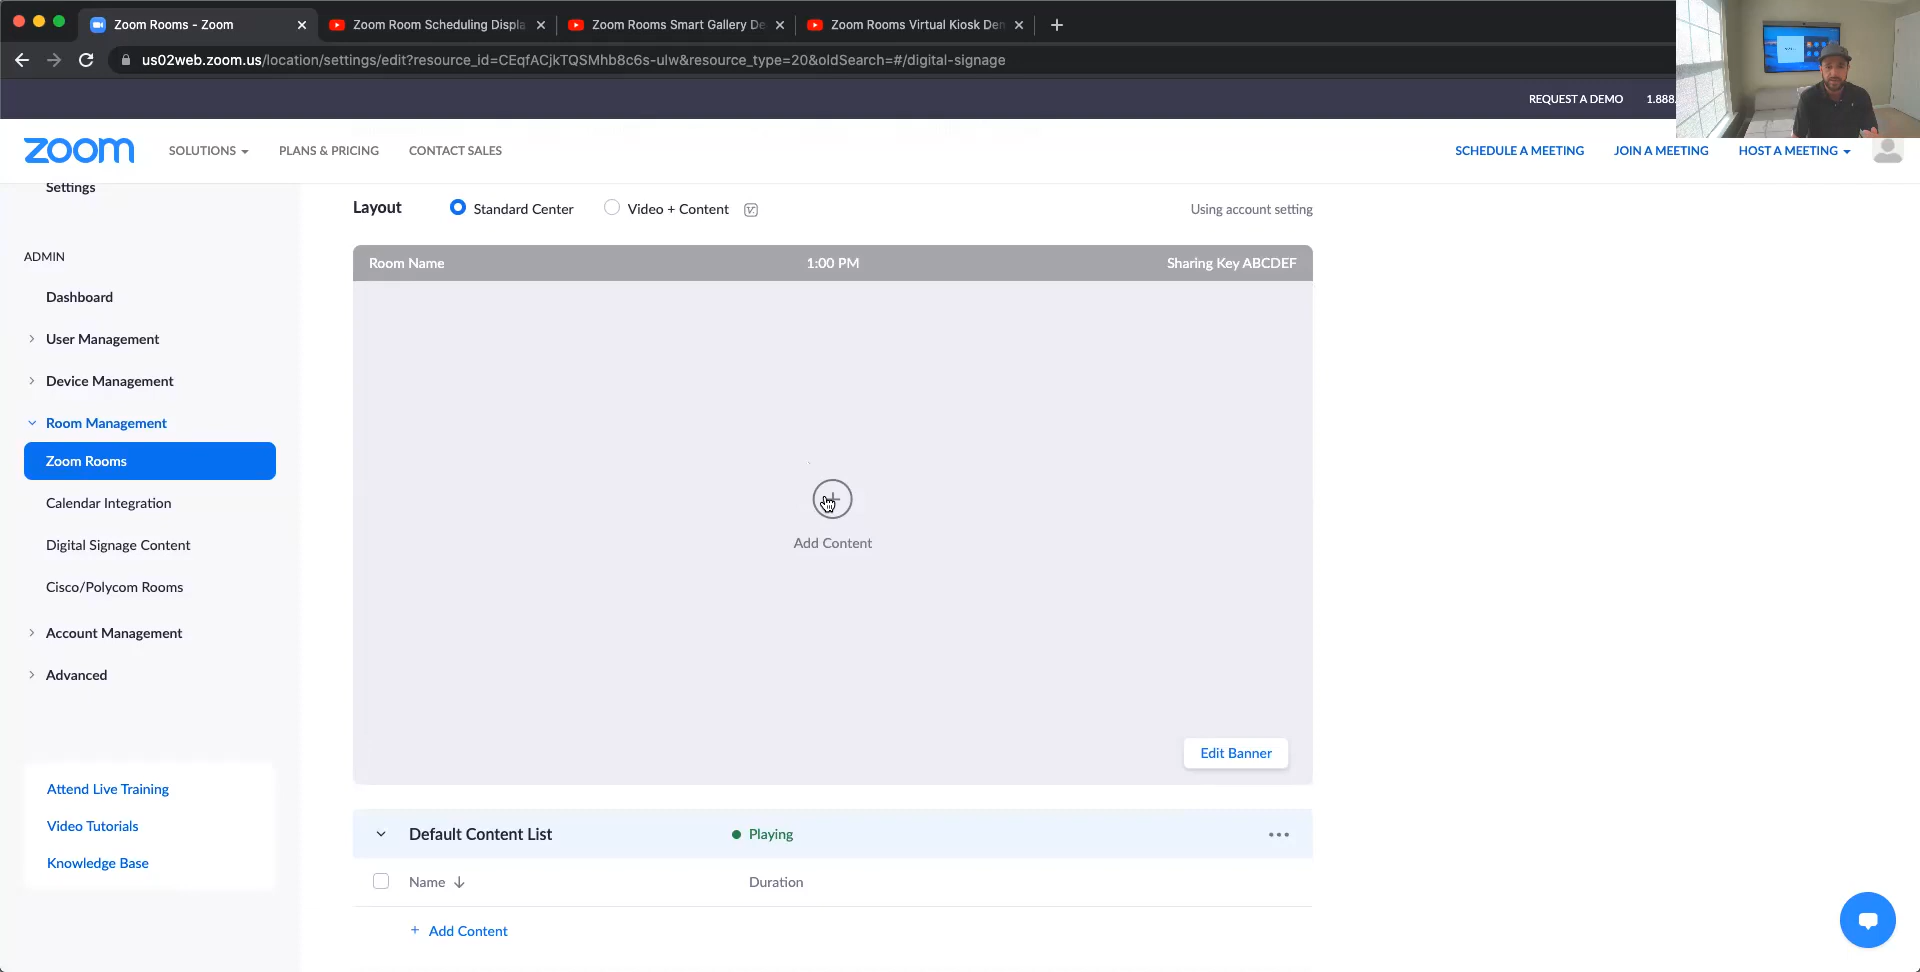 Zoom Rooms - Zoom
Zoom Room Scheduling Displa
Zoom Rooms Smart Gallery De
Zoom Rooms Virtual Kiosk Den
us02web.zoom.us/location/settings/edit?resource_id=CEqfACjkTQSMhb8c6s-ulw&resource_type=20&oldSearch=#/digital-signage
REQUEST A DEMO
1.888.
zoom
SOLUTIONS
PLANS & PRICING
CONTACT SALES
SCHEDULE A MEETING
JOIN A MEETING
HOST A MEETING
Settings
ADMIN
Dashboard
User Management
Device Management
Room Management
Zoom Rooms
Calendar Integration
Digital Signage Content
Cisco/Polycom Rooms
Account Management
Advanced
Attend Live Training
Video Tutorials
Knowledge Base
Layout
Standard Center
Video + Content
Using account setting
Room Name
1:00 PM
Sharing Key ABCDEF
Add Content
Edit Banner
Default Content List
Playing
Name
Duration
+ Add Content